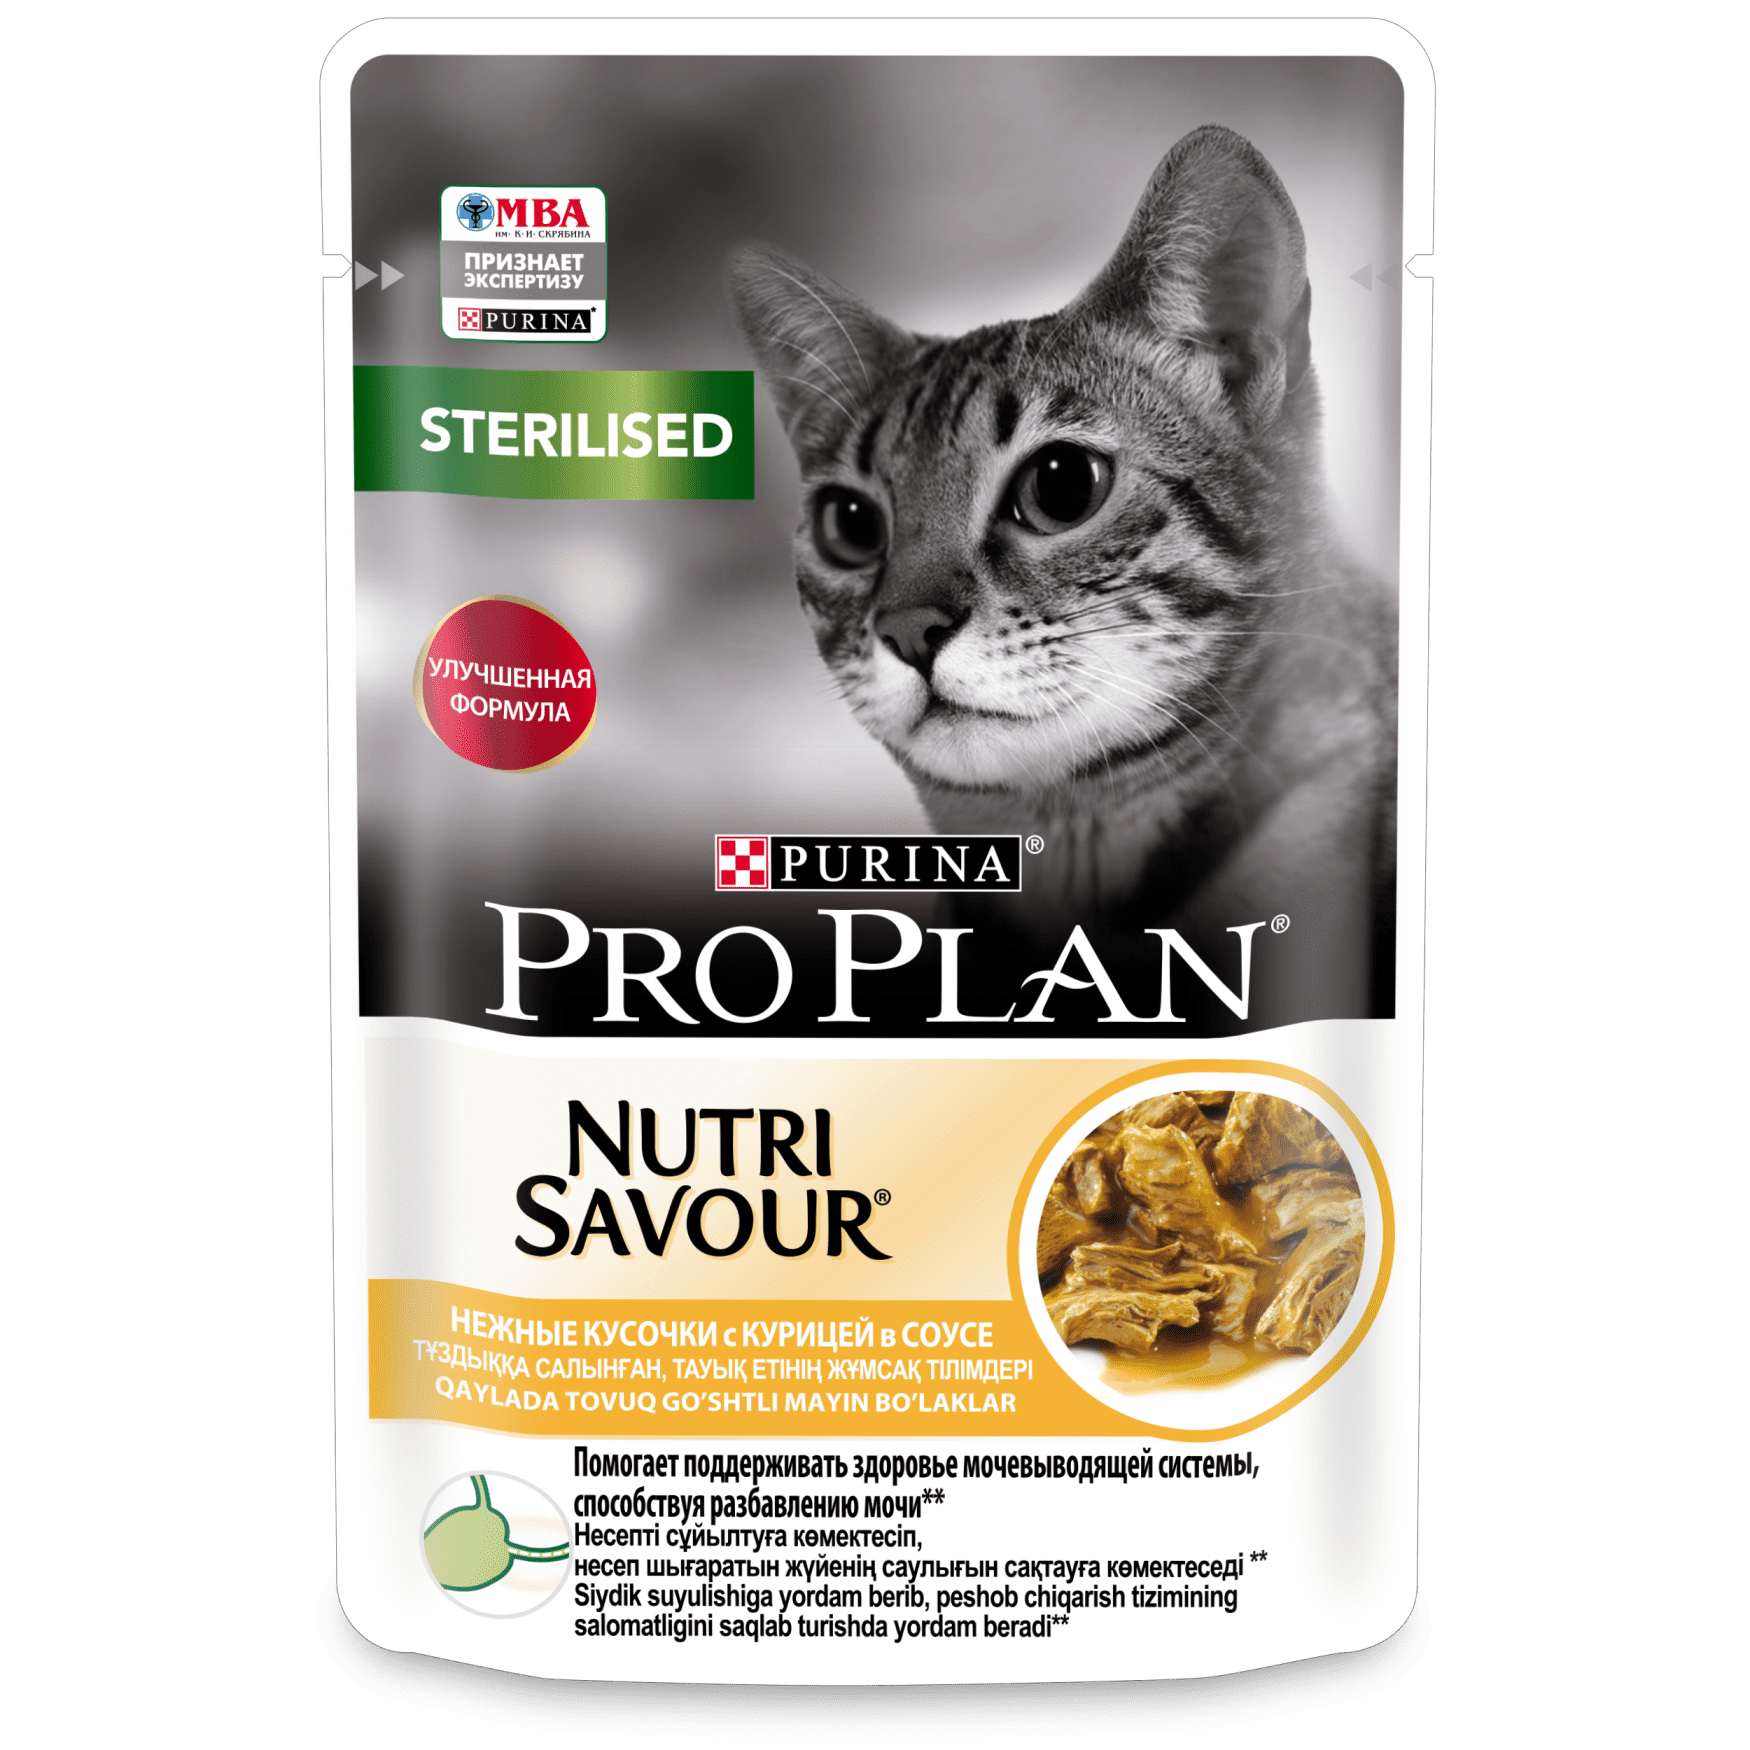 МВА
ИМ. К.И. СКРЯБИНА
ПРИЗНАЕТ
ЭКСПЕРТИЗУ
PURINA*
STERILISED
УЛУЧШЕННАЯ
ФОРМУЛА
PURINA®
PRO PLAN®
NUTRI
SAVOUR®
НЕЖНЫЕ КУСОЧКИ с КУРИЦЕЙ в СОУСЕ
ТҰЗДЫҚҚА САЛЫНҒАН, ТАУЫҚ ЕТІНІҢ ЖҰМСАҚ ТІЛІМДЕРІ
QAYLADA TOVUQ GO'SHTLI MAYIN BO'LAKLAR
Помогает поддерживать здоровье мочевыводящей системы,
способствуя разбавлению мочи**
Несепті сұйылтуға көмектесіп,
несеп шығаратын жүйенің саулығын сақтауға көмектеседі **
Siydik suyulishiga yordam berib, peshob chiqarish tizimining
salomatligini saqlab turishda yordam beradi**